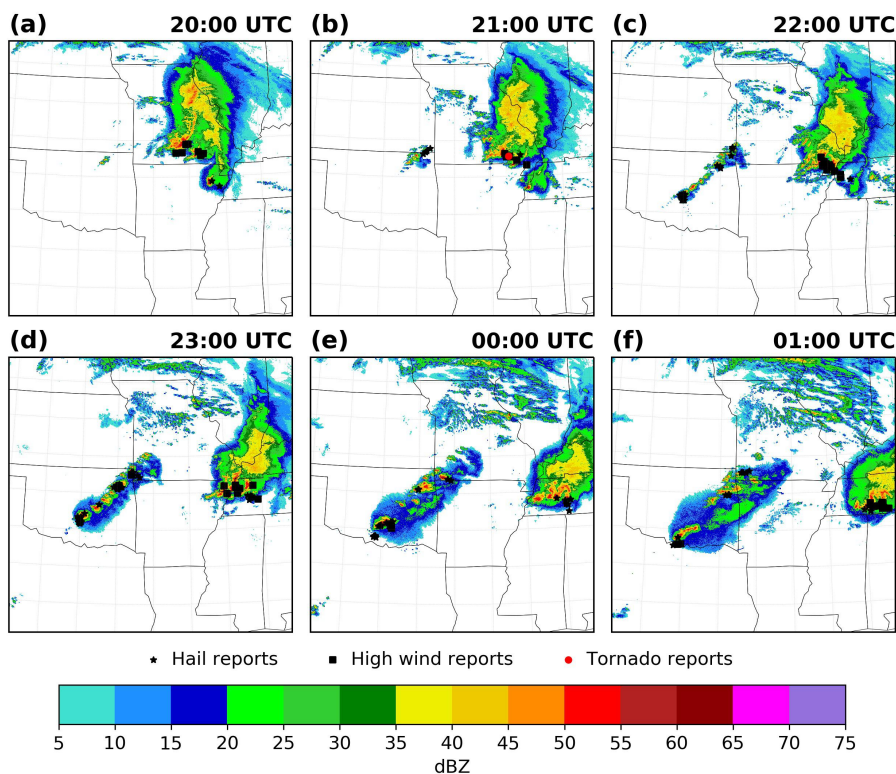 (a) 20:00 UTC (b) 21:00 UTC (c) 22:00 UTC
(d) 23:00 UTC (e) 00:00 UTC (f) 01:00 UTC
Hail reports High wind reports Tornado reports
5 10 15 20 25 30 35 40 45 50 55 60 65 70 75
dBZ